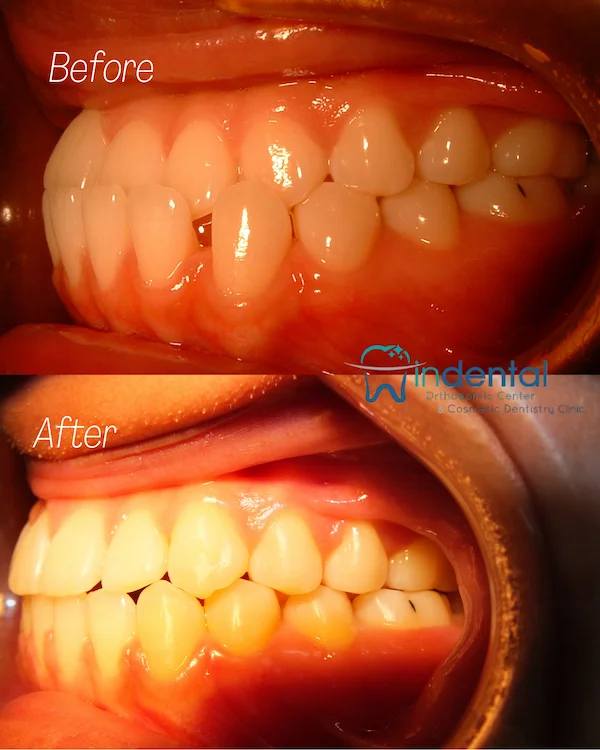 Before
indental
Orthodontic Center
& Cosmetic Dentistry Clinic
After